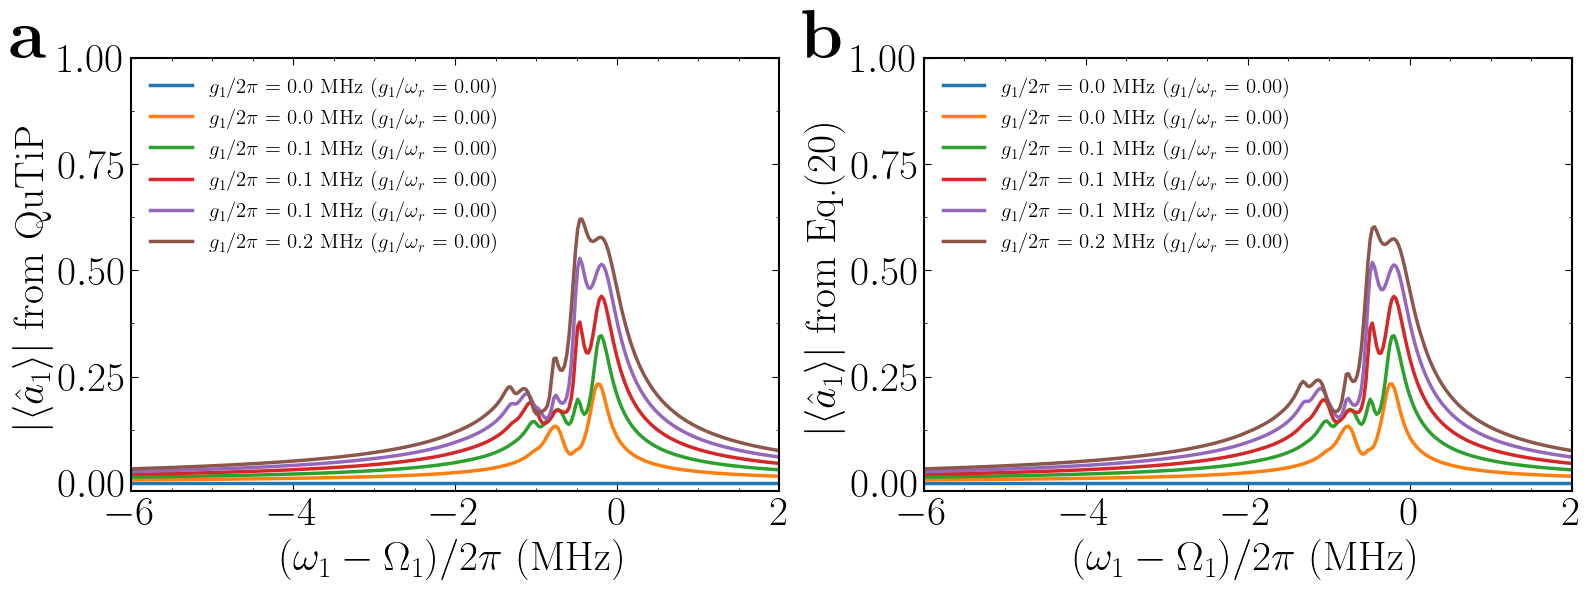 a
|⟨â₁⟩| from QuTiP
1.00
0.75
0.50
0.25
0.00
g₁/2π = 0.0 MHz (g₁/ωᵣ = 0.00)
g₁/2π = 0.0 MHz (g₁/ωᵣ = 0.00)
g₁/2π = 0.1 MHz (g₁/ωᵣ = 0.00)
g₁/2π = 0.1 MHz (g₁/ωᵣ = 0.00)
g₁/2π = 0.1 MHz (g₁/ωᵣ = 0.00)
g₁/2π = 0.2 MHz (g₁/ωᵣ = 0.00)
−6 −4 −2 0 2
(ω₁ − Ω₁)/2π (MHz)
b
|⟨â₁⟩| from Eq.(20)
1.00
0.75
0.50
0.25
0.00
g₁/2π = 0.0 MHz (g₁/ωᵣ = 0.00)
g₁/2π = 0.0 MHz (g₁/ωᵣ = 0.00)
g₁/2π = 0.1 MHz (g₁/ωᵣ = 0.00)
g₁/2π = 0.1 MHz (g₁/ωᵣ = 0.00)
g₁/2π = 0.1 MHz (g₁/ωᵣ = 0.00)
g₁/2π = 0.2 MHz (g₁/ωᵣ = 0.00)
−6 −4 −2 0 2
(ω₁ − Ω₁)/2π (MHz)